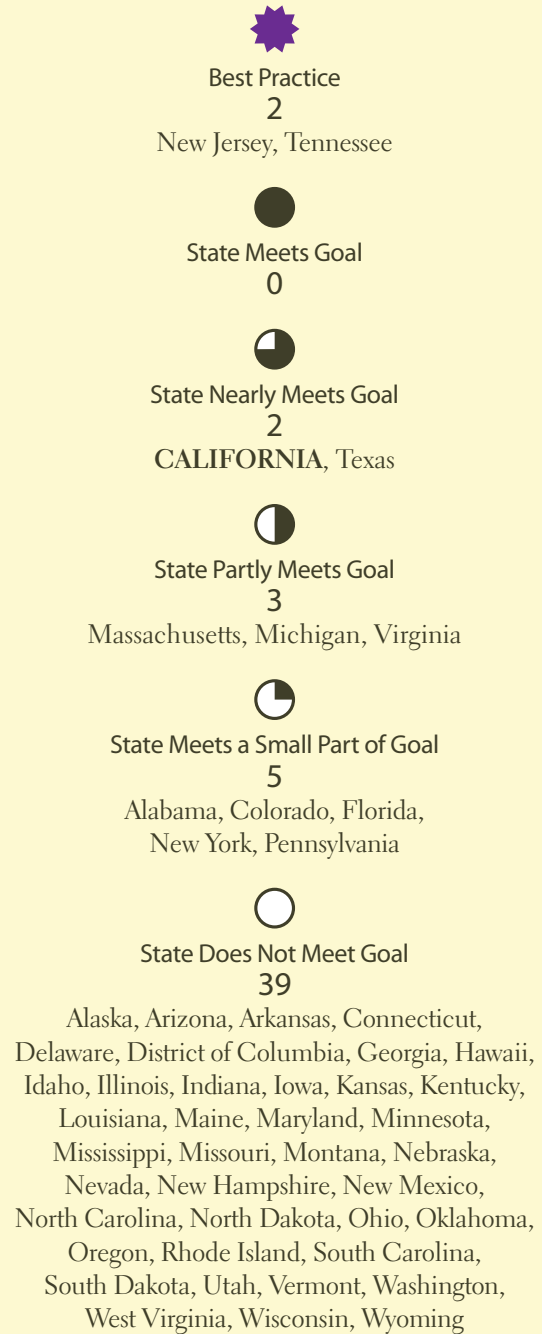 Best Practice
2
New Jersey, Tennessee
State Meets Goal
0
State Nearly Meets Goal
2
CALIFORNIA, Texas
State Partly Meets Goal
3
Massachusetts, Michigan, Virginia
State Meets a Small Part of Goal
5
Alabama, Colorado, Florida,
New York, Pennsylvania
State Does Not Meet Goal
39
Alaska, Arizona, Arkansas, Connecticut,
Delaware, District of Columbia, Georgia, Hawaii,
Idaho, Illinois, Indiana, Iowa, Kansas, Kentucky,
Louisiana, Maine, Maryland, Minnesota,
Mississippi, Missouri, Montana, Nebraska,
Nevada, New Hampshire, New Mexico,
North Carolina, North Dakota, Ohio, Oklahoma,
Oregon, Rhode Island, South Carolina,
South Dakota, Utah, Vermont, Washington,
West Virginia, Wisconsin, Wyoming